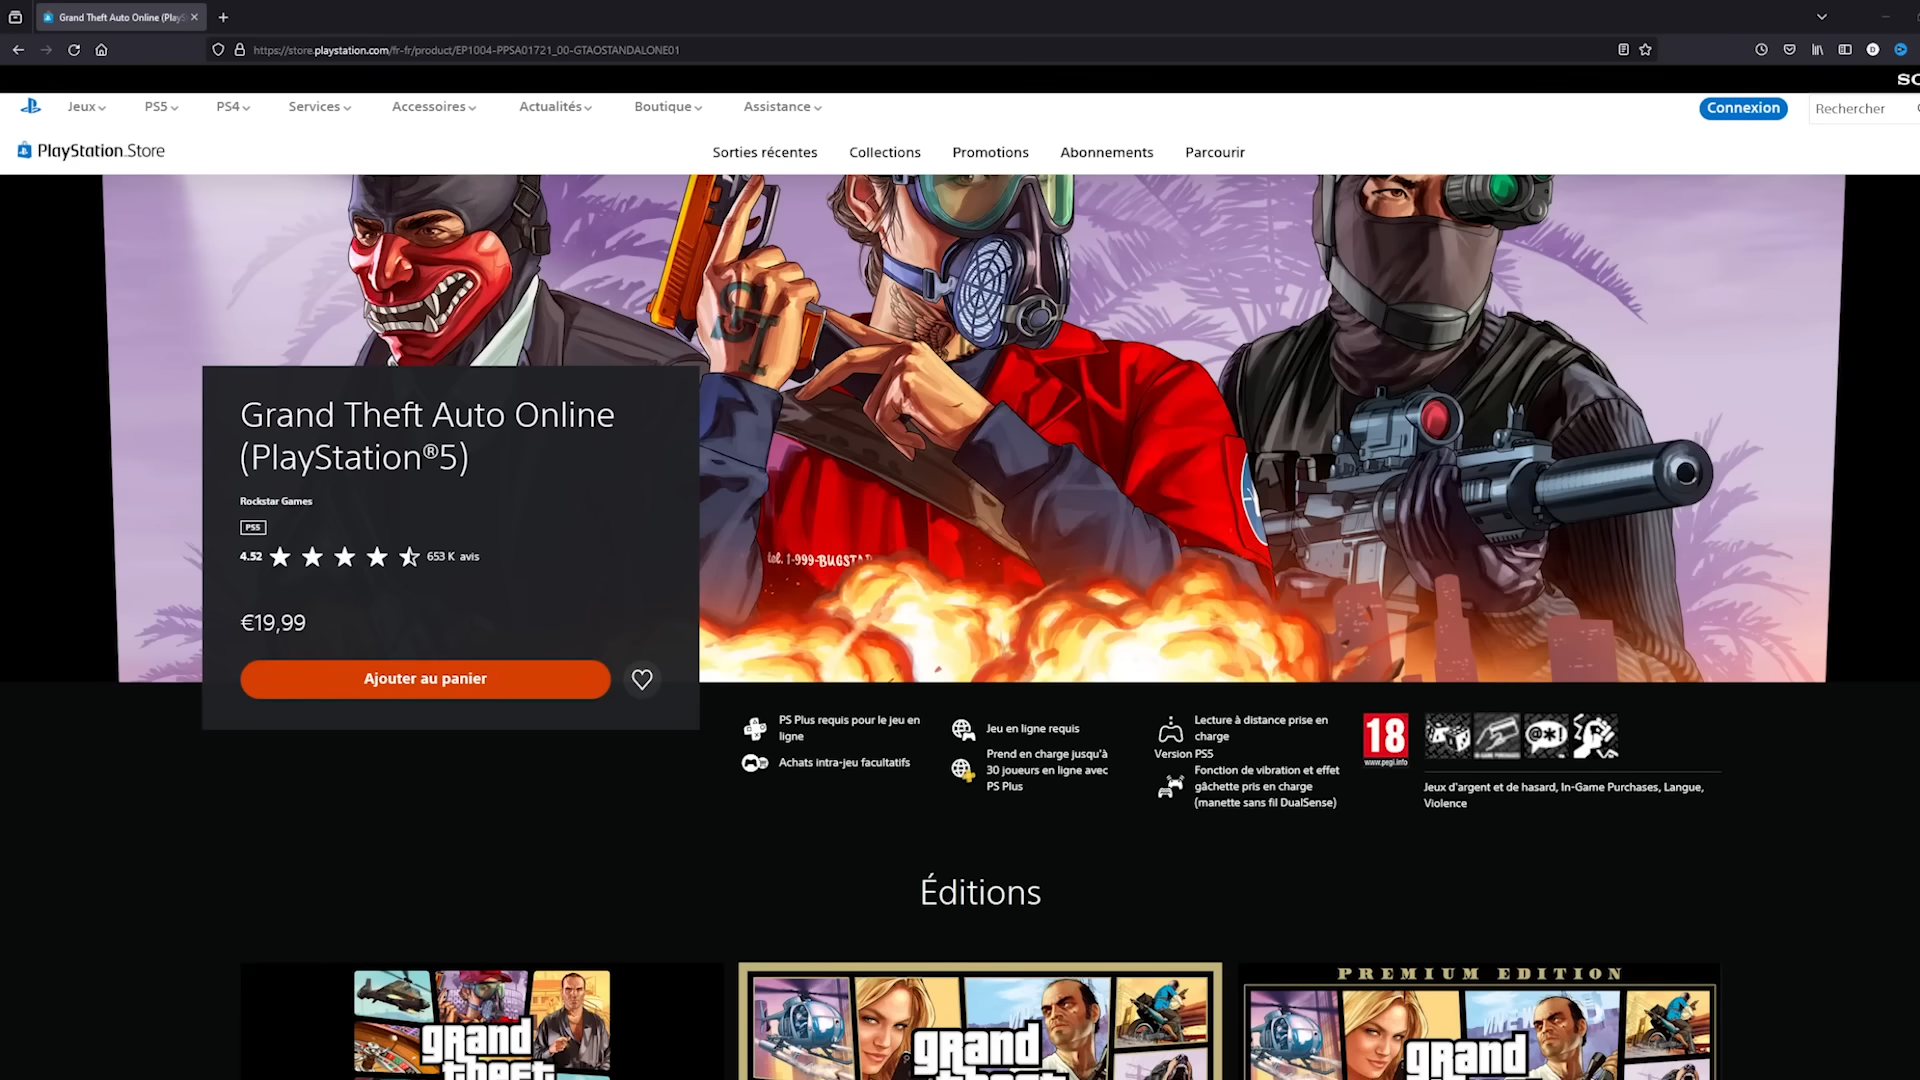 Grand Theft Auto Online (PlayS
https://store.playstation.com/fr-fr/product/EP1004-PPSA01721_00-GTAOSTANDALONE01
Jeux PS5 PS4 Services Accessoires Actualités Boutique Assistance
Connexion
Rechercher
PlayStation Store
Sorties récentes Collections Promotions Abonnements Parcourir
Grand Theft Auto Online
(PlayStation®5)
Rockstar Games
PS5
4.52 653 K avis
€19,99
Ajouter au panier
tel. 1-999-BUGSTA
PS Plus requis pour le jeu en
ligne
Achats intra-jeu facultatifs
Jeu en ligne requis
Prend en charge jusqu'à
30 joueurs en ligne avec
PS Plus
Lecture à distance prise en
charge
Version PS5
Fonction de vibration et effet
gâchette pris en charge
(manette sans fil DualSense)
18
www.pegi.info
@*!
Jeux d'argent et de hasard, In-Game Purchases, Langue,
Violence
Éditions
grand
theft
grand
PREMIUM EDITION
grand